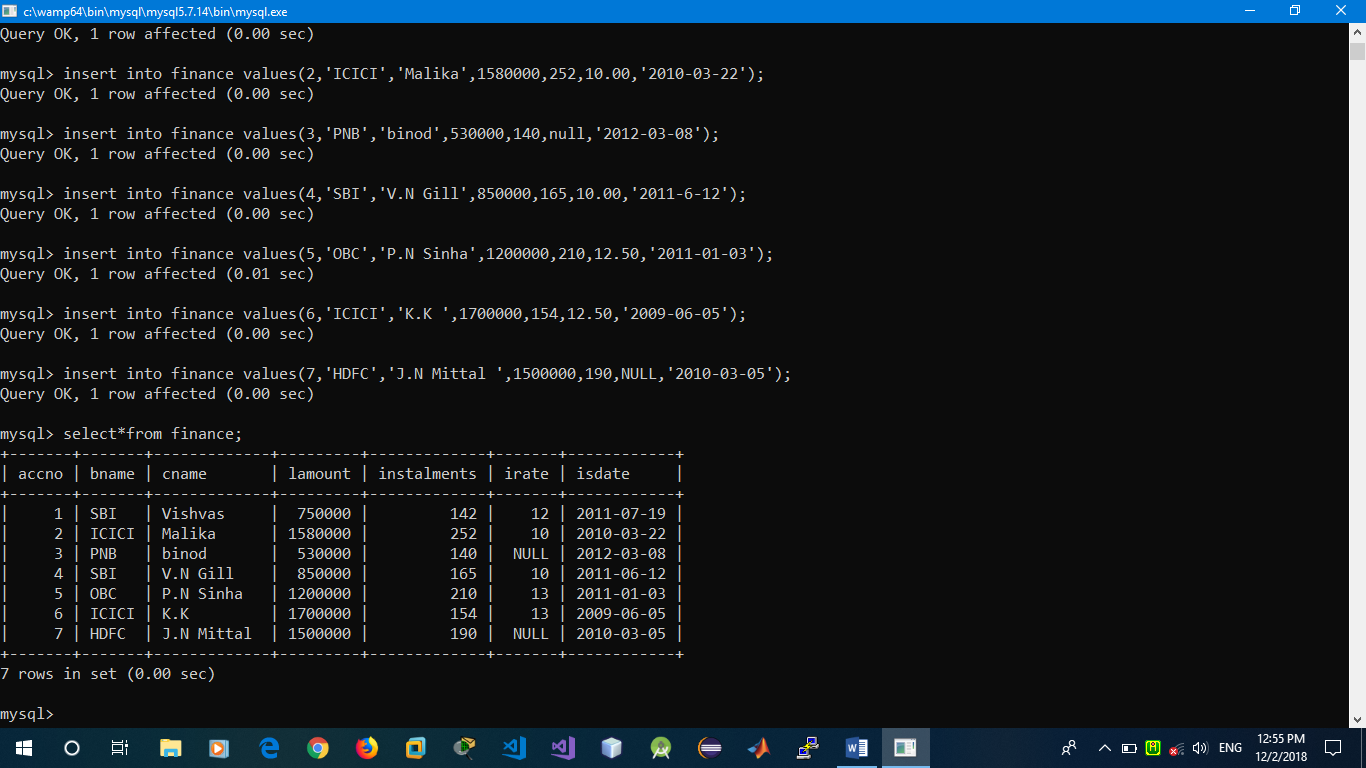 c:\wamp64\bin\mysql\mysql5.7.14\bin\mysql.exe
Query OK, 1 row affected (0.00 sec)
mysql> insert into finance values(2,'ICICI','Malika',1580000,252,10.00,'2010-03-22');
Query OK, 1 row affected (0.00 sec)
mysql> insert into finance values(3,'PNB','binod',530000,140,null,'2012-03-08');
Query OK, 1 row affected (0.00 sec)
mysql> insert into finance values(4,'SBI','V.N Gill',850000,165,10.00,'2011-6-12');
Query OK, 1 row affected (0.00 sec)
mysql> insert into finance values(5,'OBC','P.N Sinha',1200000,210,12.50,'2011-01-03');
Query OK, 1 row affected (0.01 sec)
mysql> insert into finance values(6,'ICICI','K.K ',1700000,154,12.50,'2009-06-05');
Query OK, 1 row affected (0.00 sec)
mysql> insert into finance values(7,'HDFC','J.N Mittal ',1500000,190,NULL,'2010-03-05');
Query OK, 1 row affected (0.00 sec)
mysql> select*from finance;
+-------+-------+-------------+---------+-------------+-------+------------+
| accno | bname | cname       | lamount | instalments | irate | isdate     |
+-------+-------+-------------+---------+-------------+-------+------------+
|     1 | SBI   | Vishvas     |  750000 |         142 |    12 | 2011-07-19 |
|     2 | ICICI | Malika      | 1580000 |         252 |    10 | 2010-03-22 |
|     3 | PNB   | binod       |  530000 |         140 |  NULL | 2012-03-08 |
|     4 | SBI   | V.N Gill    |  850000 |         165 |    10 | 2011-06-12 |
|     5 | OBC   | P.N Sinha   | 1200000 |         210 |    13 | 2011-01-03 |
|     6 | ICICI | K.K         | 1700000 |         154 |    13 | 2009-06-05 |
|     7 | HDFC  | J.N Mittal  | 1500000 |         190 |  NULL | 2010-03-05 |
+-------+-------+-------------+---------+-------------+-------+------------+
7 rows in set (0.00 sec)
mysql>
ENG
12:55 PM
12/2/2018